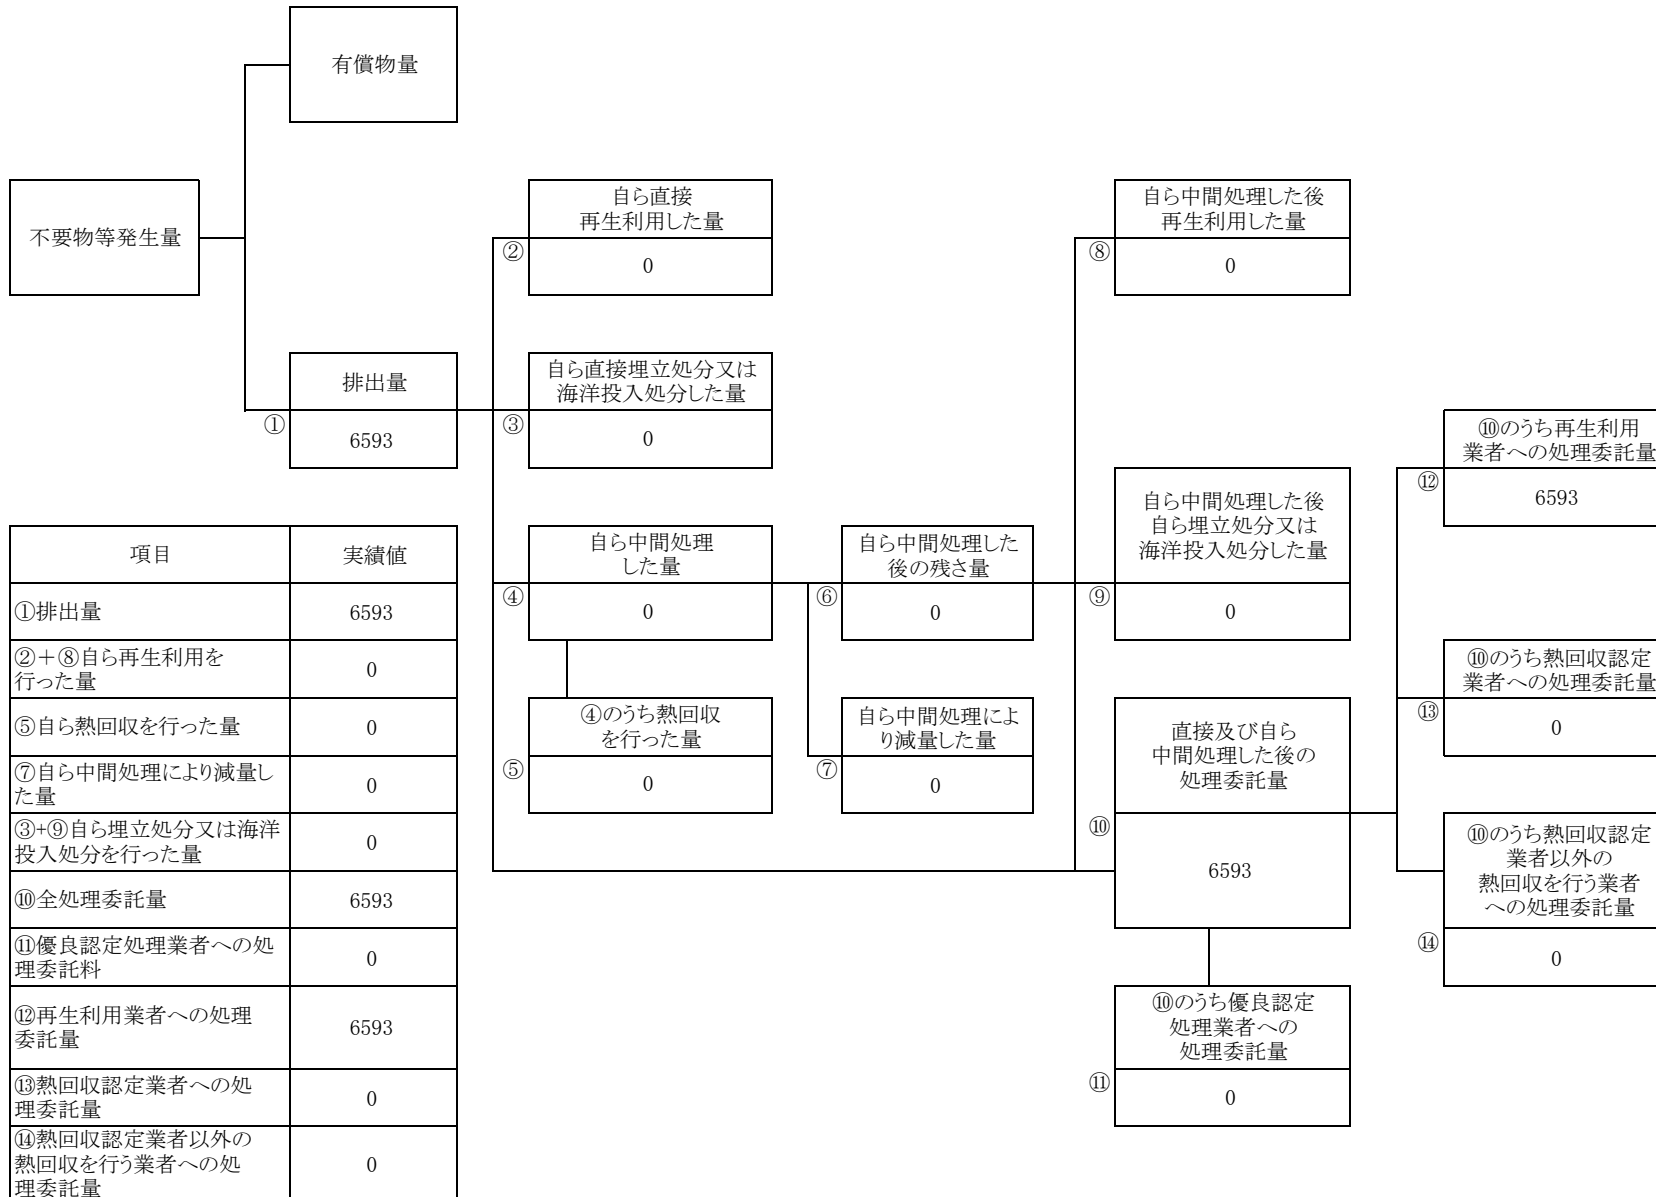 有償物量
不要物等発生量
排出量
①
6593
自ら直接
再生利用した量
②
0
自ら直接埋立処分又は
海洋投入処分した量
③
0
自ら中間処理
した量
④
0
④のうち熱回収
を行った量
⑤
0
自ら中間処理した
後の残さ量
⑥
0
自ら中間処理によ
り減量した量
⑦
0
自ら中間処理した後
再生利用した量
⑧
0
自ら中間処理した後
自ら埋立処分又は
海洋投入処分した量
⑨
0
直接及び自ら
中間処理した後の
処理委託量
⑩
6593
⑩のうち優良認定
処理業者への
処理委託量
⑪
0
⑩のうち再生利用
業者への処理委託量
⑫
6593
⑩のうち熱回収認定
業者への処理委託量
⑬
0
⑩のうち熱回収認定
業者以外の
熱回収を行う業者
への処理委託量
⑭
0
項目 実績値
①排出量 6593
②＋⑧自ら再生利用を
行った量 0
⑤自ら熱回収を行った量 0
⑦自ら中間処理により減量し
た量 0
③+⑨自ら埋立処分又は海洋
投入処分を行った量 0
⑩全処理委託量 6593
⑪優良認定処理業者への処
理委託料 0
⑫再生利用業者への処理
委託量 6593
⑬熱回収認定業者への処
理委託量 0
⑭熱回収認定業者以外の
熱回収を行う業者への処
理委託量 0